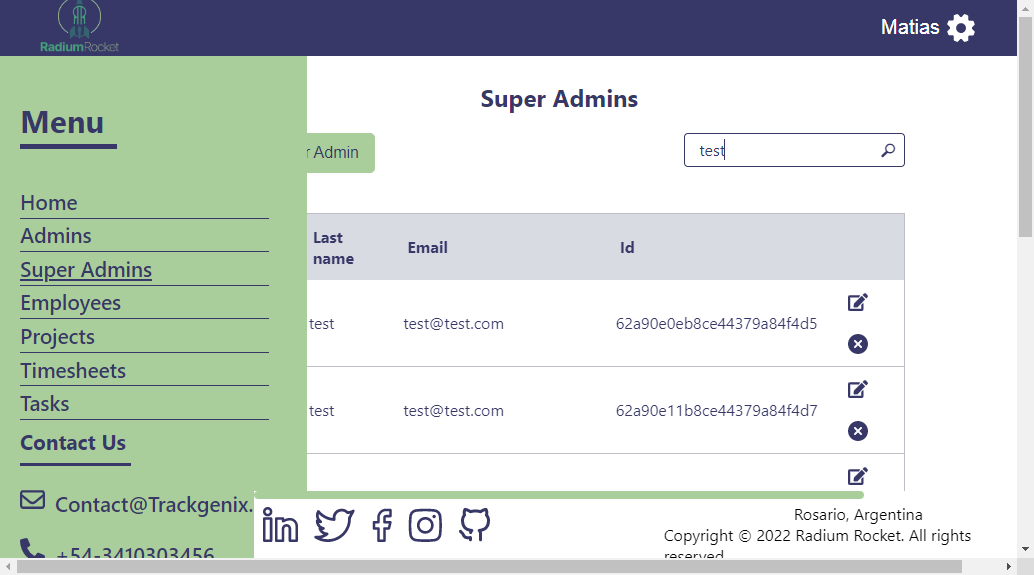 RadiumRocket
Matias
Menu
Home
Admins
Super Admins
Employees
Projects
Timesheets
Tasks
Contact Us
Contact@Trackgenix.
+54-3410303456
Super Admins
r Admin
test
Last name
Email
Id
test
test@test.com
62a90e0eb8ce44379a84f4d5
test
test@test.com
62a90e11b8ce44379a84f4d7
Rosario, Argentina
Copyright © 2022 Radium Rocket. All rights
reserved